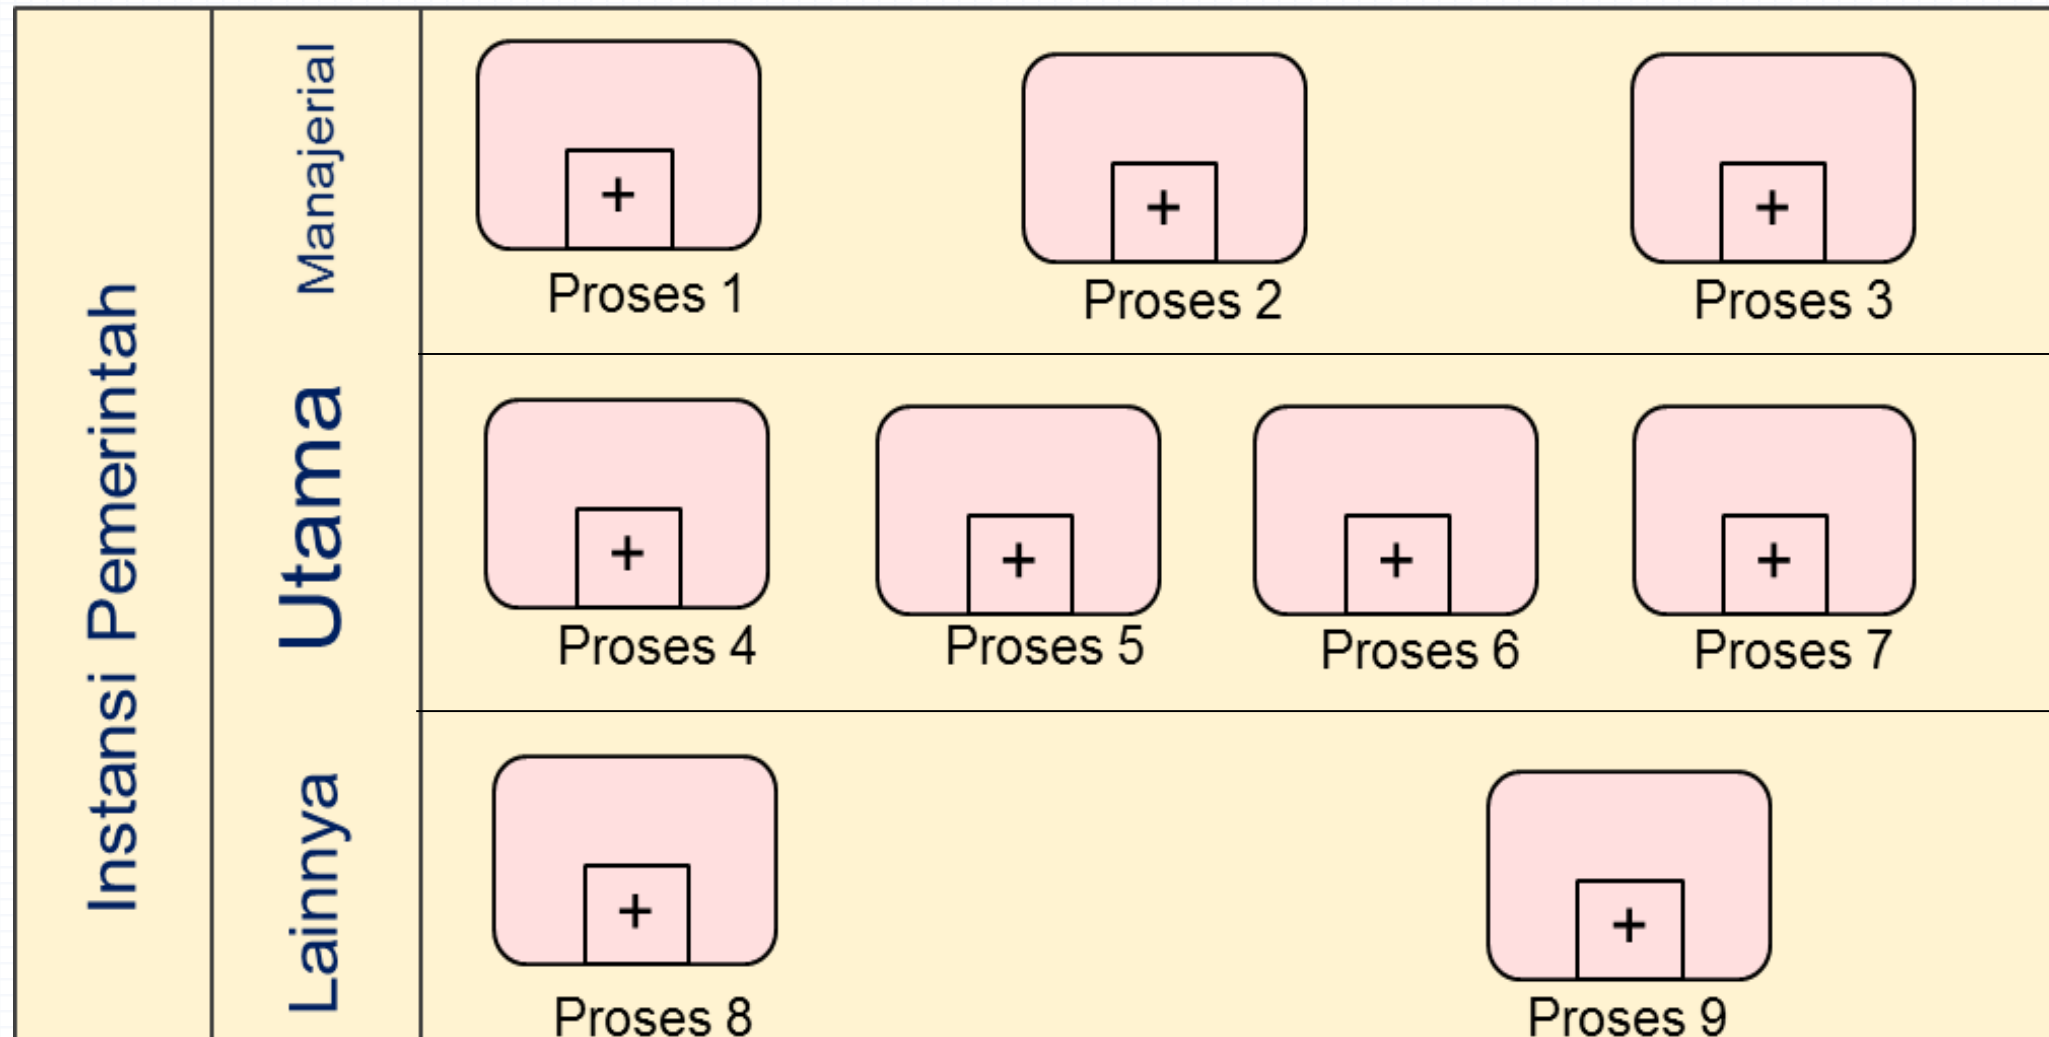 Instansi Pemerintah
Manajerial
Proses 1
Proses 2
Proses 3
Utama
Proses 4
Proses 5
Proses 6
Proses 7
Lainnya
Proses 8
Proses 9